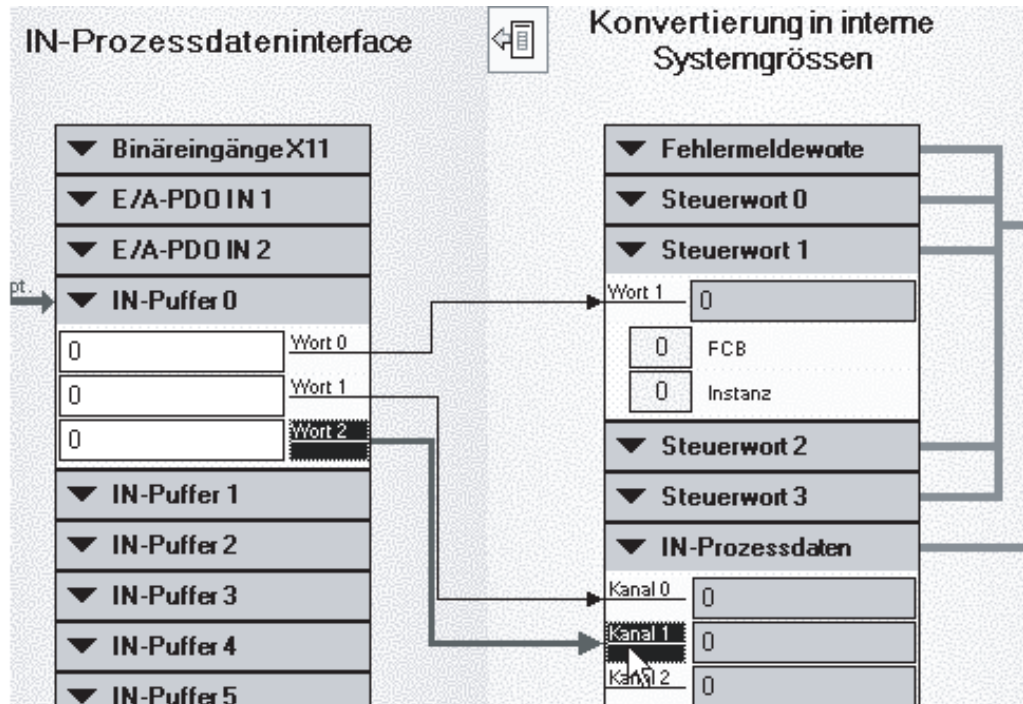 IN-Prozessdateninterface
Konvertierung in interne
Systemgrössen
Binäreingänge X11
E/A-PDO IN 1
E/A-PDO IN 2
pt.
IN-Puffer 0
0
Wort 0
0
Wort 1
0
Wort 2
IN-Puffer 1
IN-Puffer 2
IN-Puffer 3
IN-Puffer 4
IN-Puffer 5
Fehlermeldeworte
Steuerwort 0
Steuerwort 1
Wort 1
0
0 FCB
0 Instanz
Steuerwort 2
Steuerwort 3
IN-Prozessdaten
Kanal 0
0
Kanal 1
0
Kanal 2
0